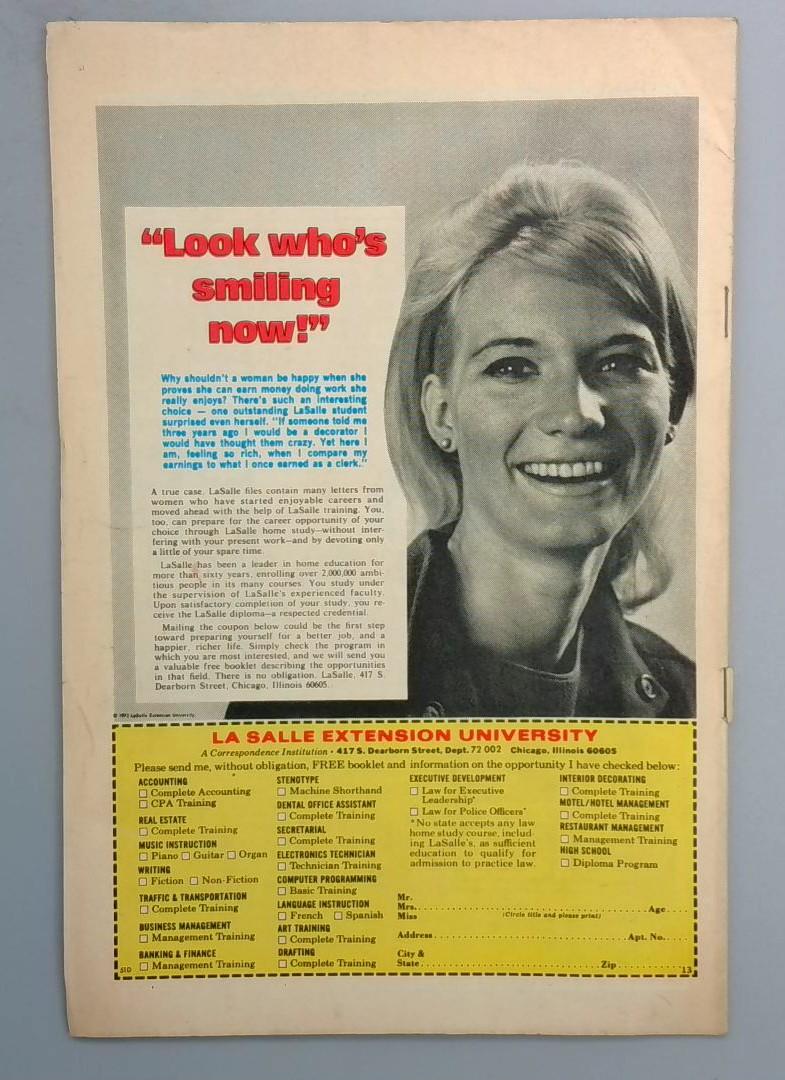 “Look who’s
smiling
now!”
Why shouldn’t a woman be happy when she
proves she can earn money doing work she
really enjoys? There’s such an interesting
choice — one outstanding LaSalle student
surprised even herself. “If someone told me
three years ago I would be a decorator I
would have thought them crazy. Yet here I
am, feeling so rich, when I compare my
earnings to what I once earned as a clerk.”
A true case. LaSalle files contain many letters from
women who have started enjoyable careers and
moved ahead with the help of LaSalle training. You,
too, can prepare for the career opportunity of your
choice through LaSalle home study—without inter-
fering with your present work—and by devoting only
a little of your spare time.
LaSalle has been a leader in home education for
more than sixty years, enrolling over 2,000,000 ambi-
tious people in its many courses. You study under
the supervision of LaSalle’s experienced faculty.
Upon satisfactory completion of your study, you re-
ceive the LaSalle diploma—a respected credential.
Mailing the coupon below could be the first step
toward preparing yourself for a better job, and a
happier, richer life. Simply check the program in
which you are most interested, and we will send you
a valuable free booklet describing the opportunities
in that field. There is no obligation. LaSalle, 417 S.
Dearborn Street, Chicago, Illinois 60605.
LaSalle Extension University
LA SALLE EXTENSION UNIVERSITY
A Correspondence Institution • 417 S. Dearborn Street, Dept. 72 002 Chicago, Illinois 60605
Please send me, without obligation, FREE booklet and information on the opportunity I have checked below:
ACCOUNTING
Complete Accounting
CPA Training
REAL ESTATE
Complete Training
MUSIC INSTRUCTION
Piano Guitar Organ
WRITING
Fiction Non-Fiction
TRAFFIC & TRANSPORTATION
Complete Training
BUSINESS MANAGEMENT
Management Training
BANKING & FINANCE
Management Training
STENOTYPE
Machine Shorthand
DENTAL OFFICE ASSISTANT
Complete Training
SECRETARIAL
Complete Training
ELECTRONICS TECHNICIAN
Technician Training
COMPUTER PROGRAMMING
Basic Training
LANGUAGE INSTRUCTION
French Spanish
ART TRAINING
Complete Training
DRAFTING
Complete Training
EXECUTIVE DEVELOPMENT
Law for Executive
Leadership*
Law for Police Officers*
*No state accepts any law
home study course, includ-
ing LaSalle’s, as sufficient
education to qualify for
admission to practice law.
INTERIOR DECORATING
Complete Training
MOTEL/HOTEL MANAGEMENT
Complete Training
RESTAURANT MANAGEMENT
Management Training
HIGH SCHOOL
Diploma Program
Mr.
Mrs. Age
Miss (Circle title and please print)
Address Apt. No.
City &
State Zip
510 13